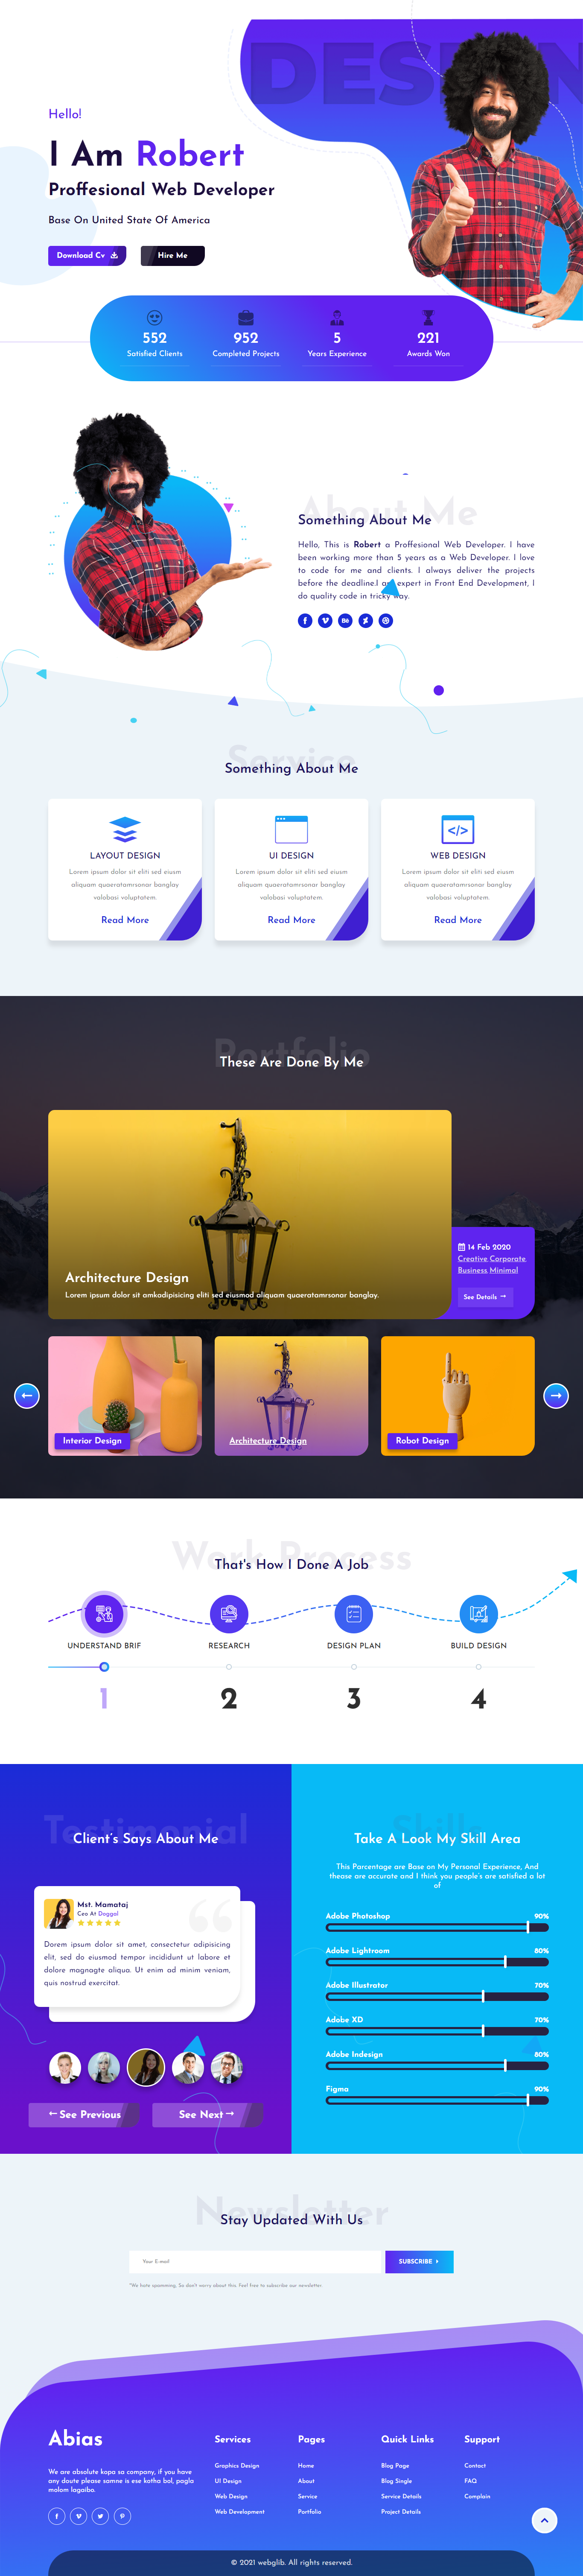 DESIGN
Hello!
I Am Robert
Proffesional Web Developer
Base On United State Of America
Download Cv
Hire Me
552
Satisfied Clients
952
Completed Projects
5
Years Experience
221
Awards Won
About Me
Something About Me
Hello, This is Robert a Proffesional Web Developer. I have
been working more than 5 years as a Web Developer. I love
to code for me and clients. I always deliver the projects
before the deadline.I an expert in Front End Development, I
do quality code in tricky way.
Service
Something About Me
LAYOUT DESIGN
Lorem ipsum dolor sit eliti sed eiusm
aliquam quaeratamrsonar banglay
valobasi voluptatem.
Read More
UI DESIGN
Lorem ipsum dolor sit eliti sed eiusm
aliquam quaeratamrsonar banglay
valobasi voluptatem.
Read More
WEB DESIGN
Lorem ipsum dolor sit eliti sed eiusm
aliquam quaeratamrsonar banglay
valobasi voluptatem.
Read More
Portfolio
These Are Done By Me
Architecture Design
Lorem ipsum dolor sit amkadipisicing eliti sed eiusmod aliquam quaeratamrsonar banglay.
14 Feb 2020
Creative Corporate
Business Minimal
See Details →
Interior Design
Architecture Design
Robot Design
Work Process
That's How I Done A Job
UNDERSTAND BRIF
RESEARCH
DESIGN PLAN
BUILD DESIGN
1
2
3
4
Testimonial
Client's Says About Me
Mst. Mamataj
Ceo At Doggol
Dorem ipsum dolor sit amet, consectetur adipisicing
elit, sed do eiusmod tempor incididunt ut labore et
dolore magnagte aliqua. Ut enim ad minim veniam,
quis nostrud exercitat.
← See Previous
See Next →
Skills
Take A Look My Skill Area
This Parcentage are Base on My Personal Experience, And
thease are accurate and I think you people's are satisfied a lot
of
Adobe Photoshop 90%
Adobe Lightroom 80%
Adobe Illustrator 70%
Adobe XD 70%
Adobe Indesign 80%
Figma 90%
Newsletter
Stay Updated With Us
Your E-mail
SUBSCRIBE
*We hate spamming, So don't worry about this. Feel free to subscribe our newsletter.
Abias
We are absolute kopa sa company, if you have
any doute please samne is ese kotha bol, pagla
molom lagaibo.
Services
Graphics Design
UI Design
Web Design
Web Development
Pages
Home
About
Service
Portfolio
Quick Links
Blog Page
Blog Single
Service Details
Project Details
Support
Contact
FAQ
Complain
© 2021 webglib. All rights reserved.